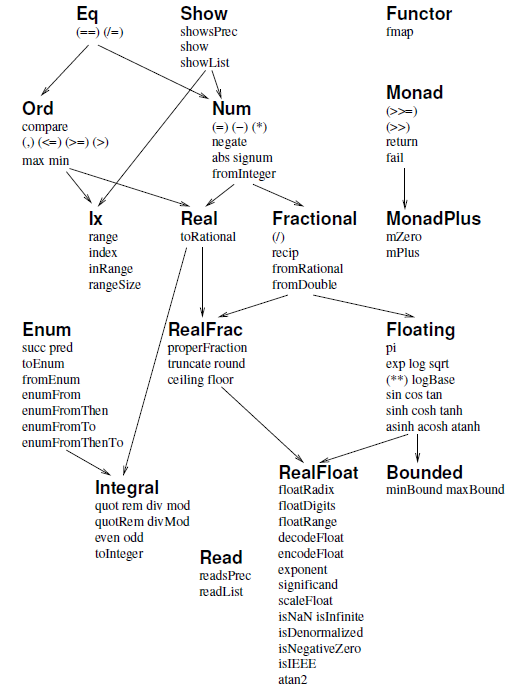 Eq
(==) (/=)
Show
showsPrec
show
showList
Functor
fmap
Ord
compare
(,) (<=) (>=) (>)
max min
Num
(=) (−) (*)
negate
abs signum
fromInteger
Monad
(>>=)
(>>)
return
fail
Ix
range
index
inRange
rangeSize
Real
toRational
Fractional
(/)
recip
fromRational
fromDouble
MonadPlus
mZero
mPlus
Enum
succ pred
toEnum
fromEnum
enumFrom
enumFromThen
enumFromTo
enumFromThenTo
RealFrac
properFraction
truncate round
ceiling floor
Floating
pi
exp log sqrt
(**) logBase
sin cos tan
sinh cosh tanh
asinh acosh atanh
Integral
quot rem div mod
quotRem divMod
even odd
toInteger
Read
readsPrec
readList
RealFloat
floatRadix
floatDigits
floatRange
decodeFloat
encodeFloat
exponent
significand
scaleFloat
isNaN isInfinite
isDenormalized
isNegativeZero
isIEEE
atan2
Bounded
minBound maxBound